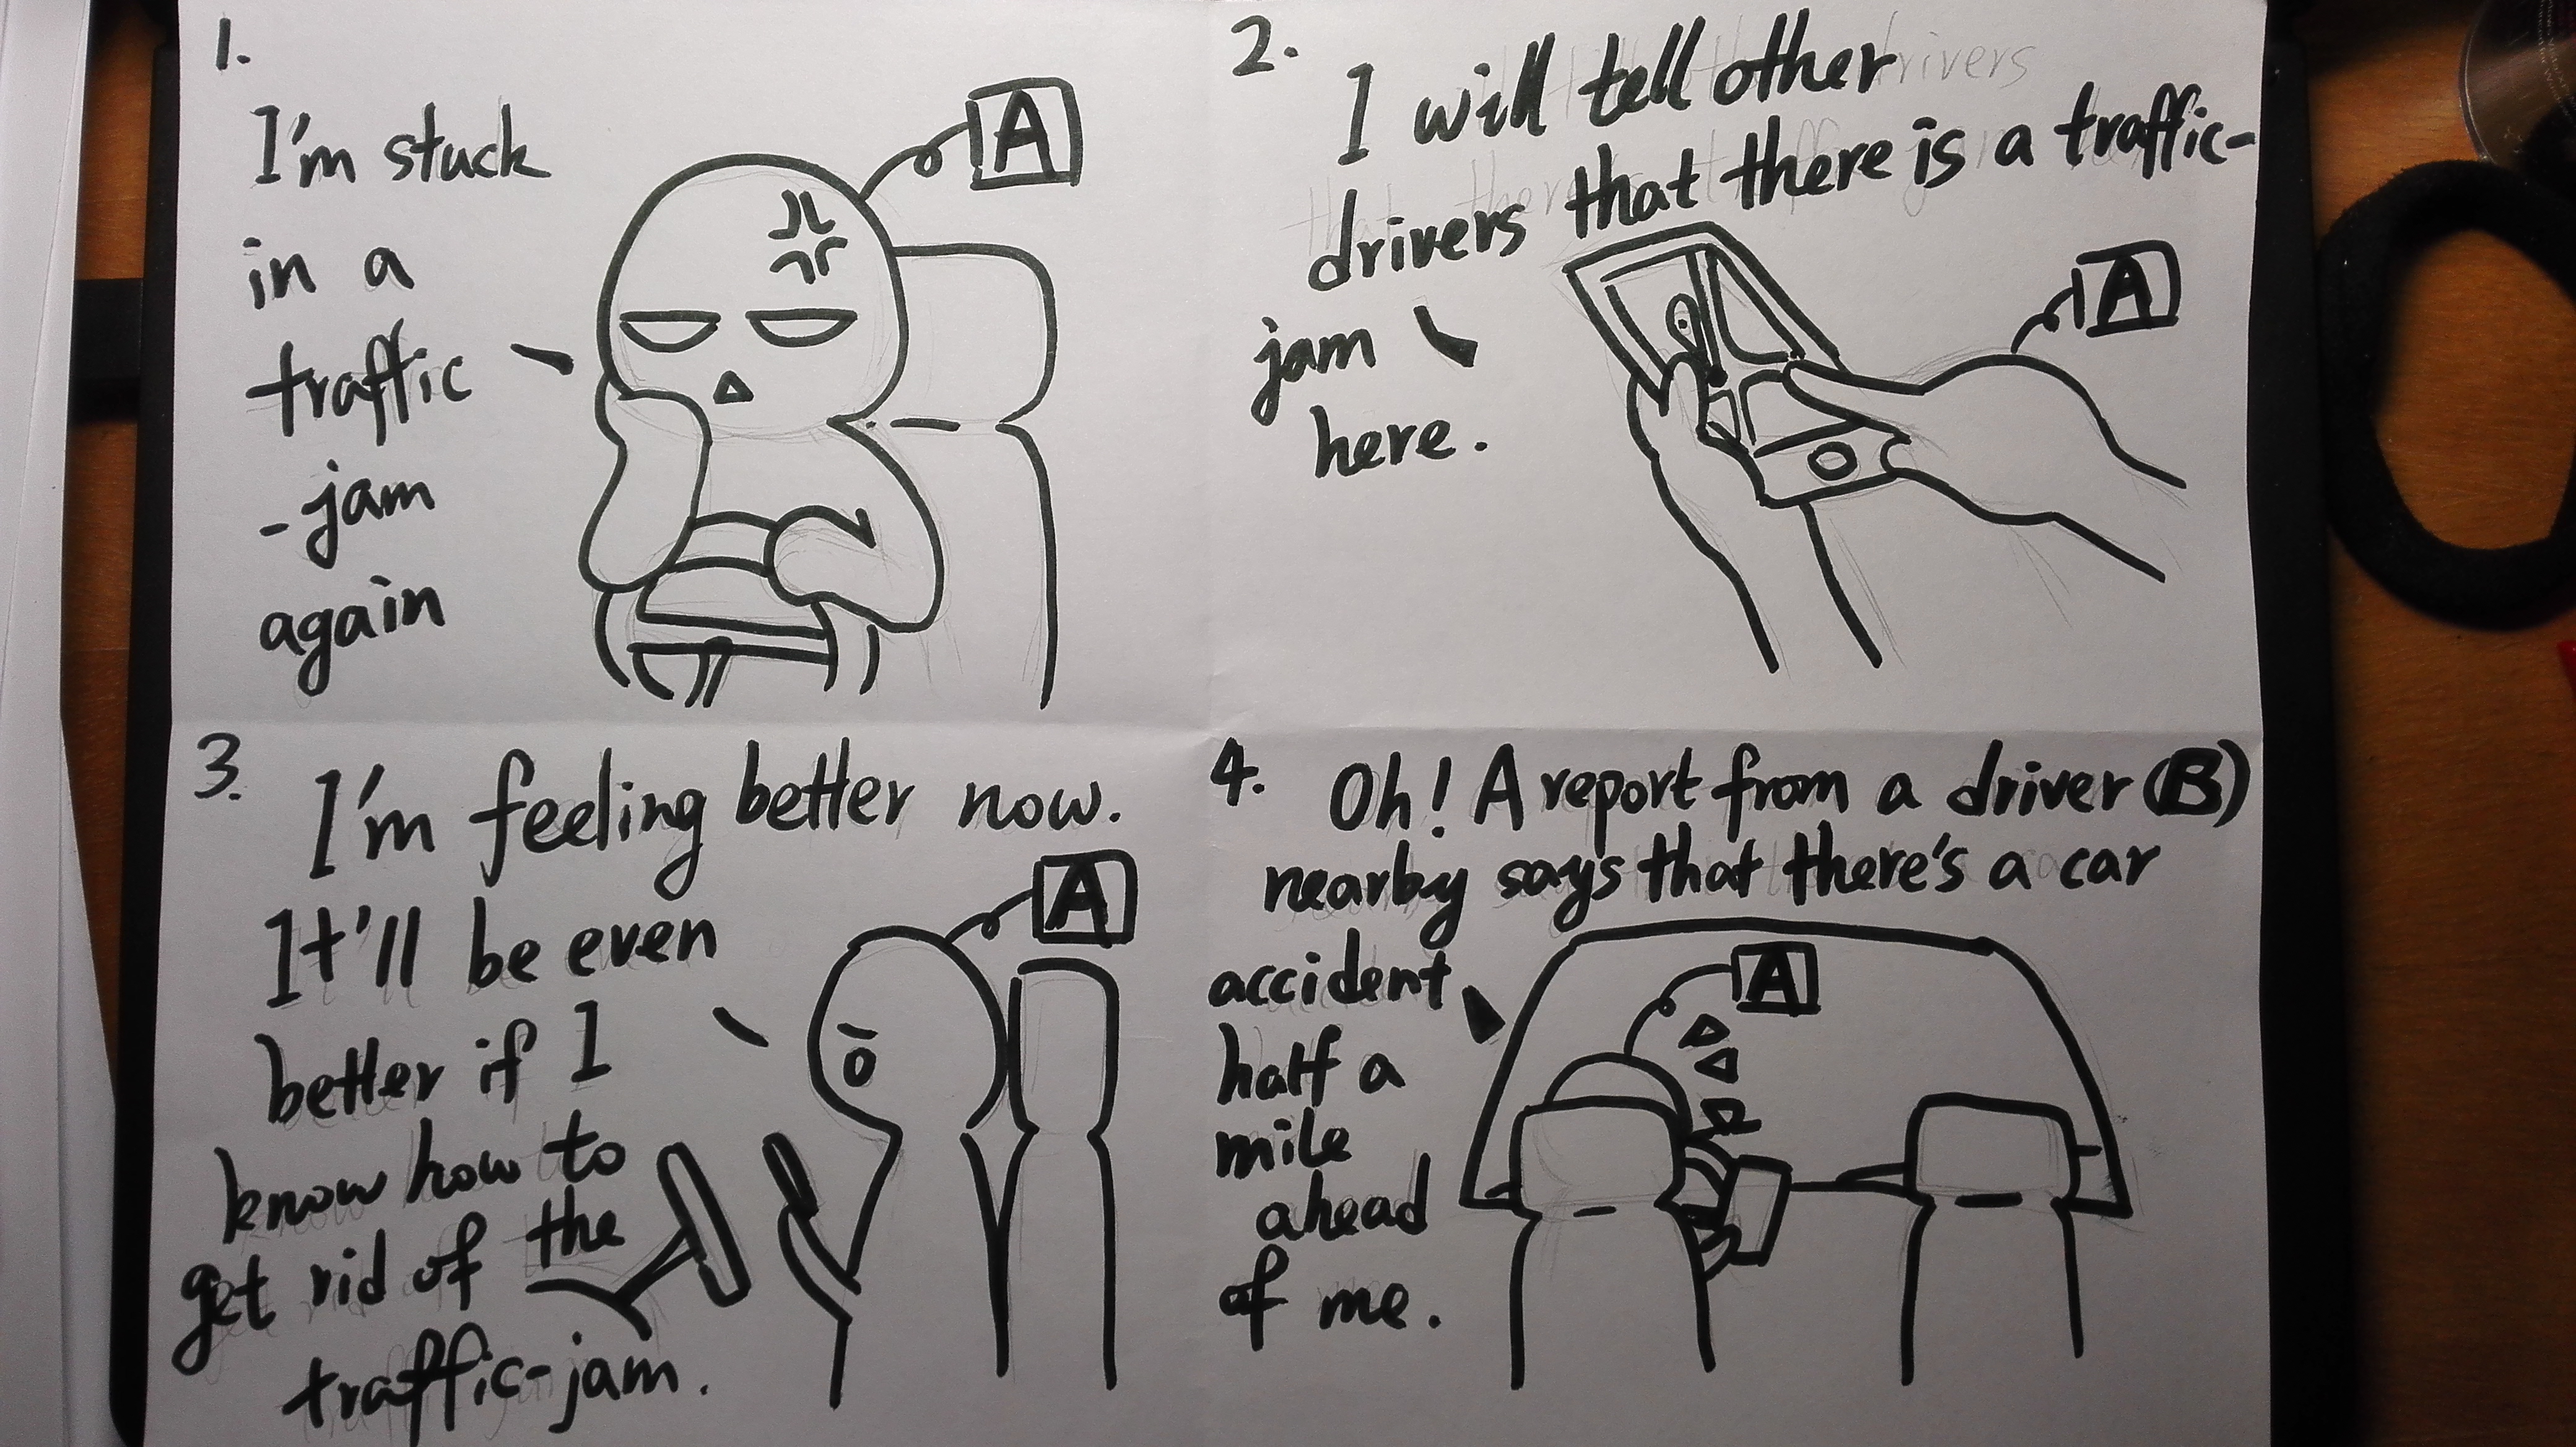 1.
I'm stuck
in a
traffic
-jam
again
A
2.
I will tell other
drivers that there is a traffic-
jam
here.
A
3.
I'm feeling better now.
It'll be even
better if I
know how to
get rid of the
traffic-jam.
A
4.
Oh! A report from a driver (B)
nearby says that there's a car
accident
half a
mile
ahead
of me.
A